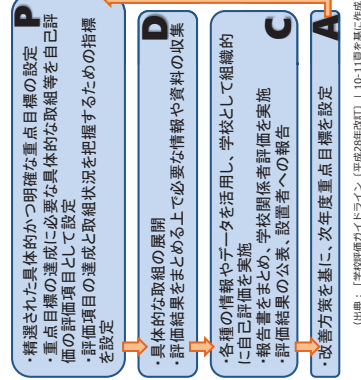 P
・精選された具体的かつ明確な重点目標の設定
・重点目標の達成に必要な具体的な取組等を自己評
価の評価項目として設定
・評価項目の達成と取組状況を把握するための指標
を設定
D
・具体的な取組の展開
・評価結果をまとめる上で必要な情報や資料の収集
C
・各種の情報やデータを活用し、学校として組織的
に自己評価を実施
・報告書をまとめ、学校関係者評価を実施
・評価結果の公表、設置者への報告
A
・改善方策を基に、次年度重点目標を設定
（出典：「学校評価ガイドライン〔平成28年改訂〕」10-11頁を基に作成